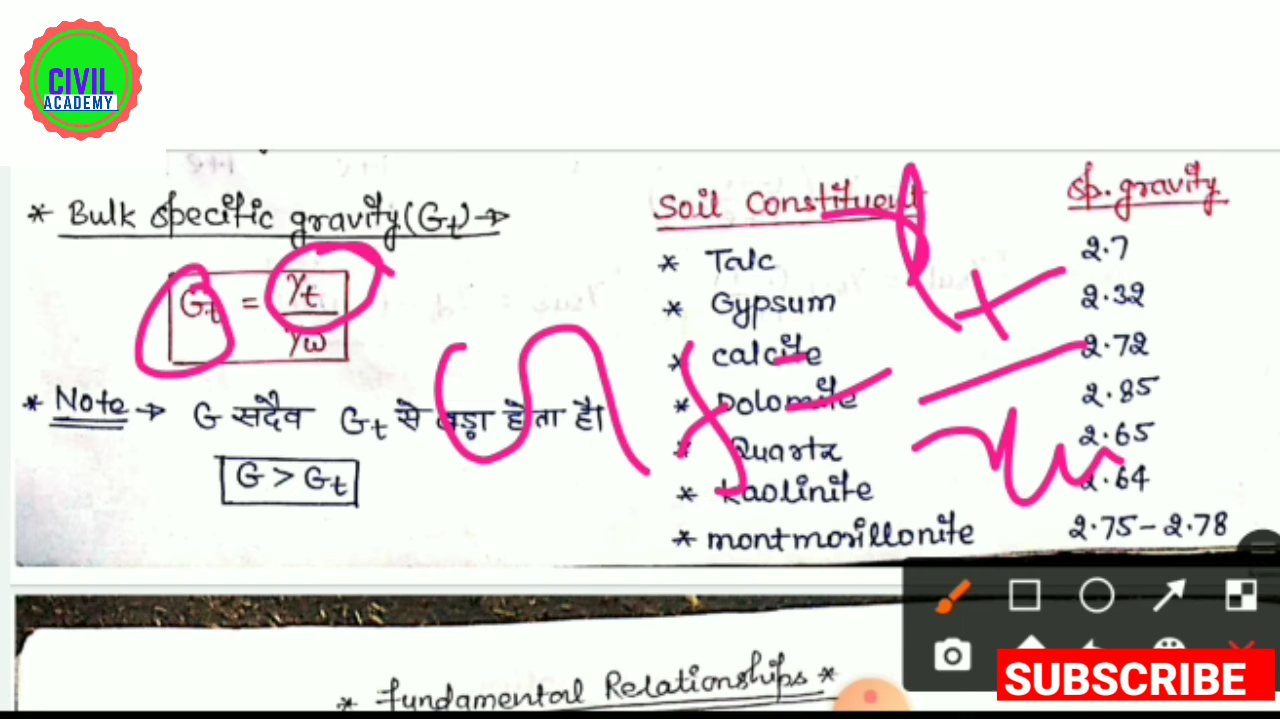 CIVIL
ACADEMY
* Bulk specific gravity (Gt) →
Gt = γt / γω
* Note → G सदैव Gt से बड़ा होता है।
G > Gt
Soil Constituent sp. gravity
* Talc 2.7
* Gypsum 2.32
* calcite 2.72
* Dolomite 2.85
* Quartz 2.65
* kaolinite 2.64
* montmorillonite 2.75-2.78
* fundamental Relationships *
SUBSCRIBE